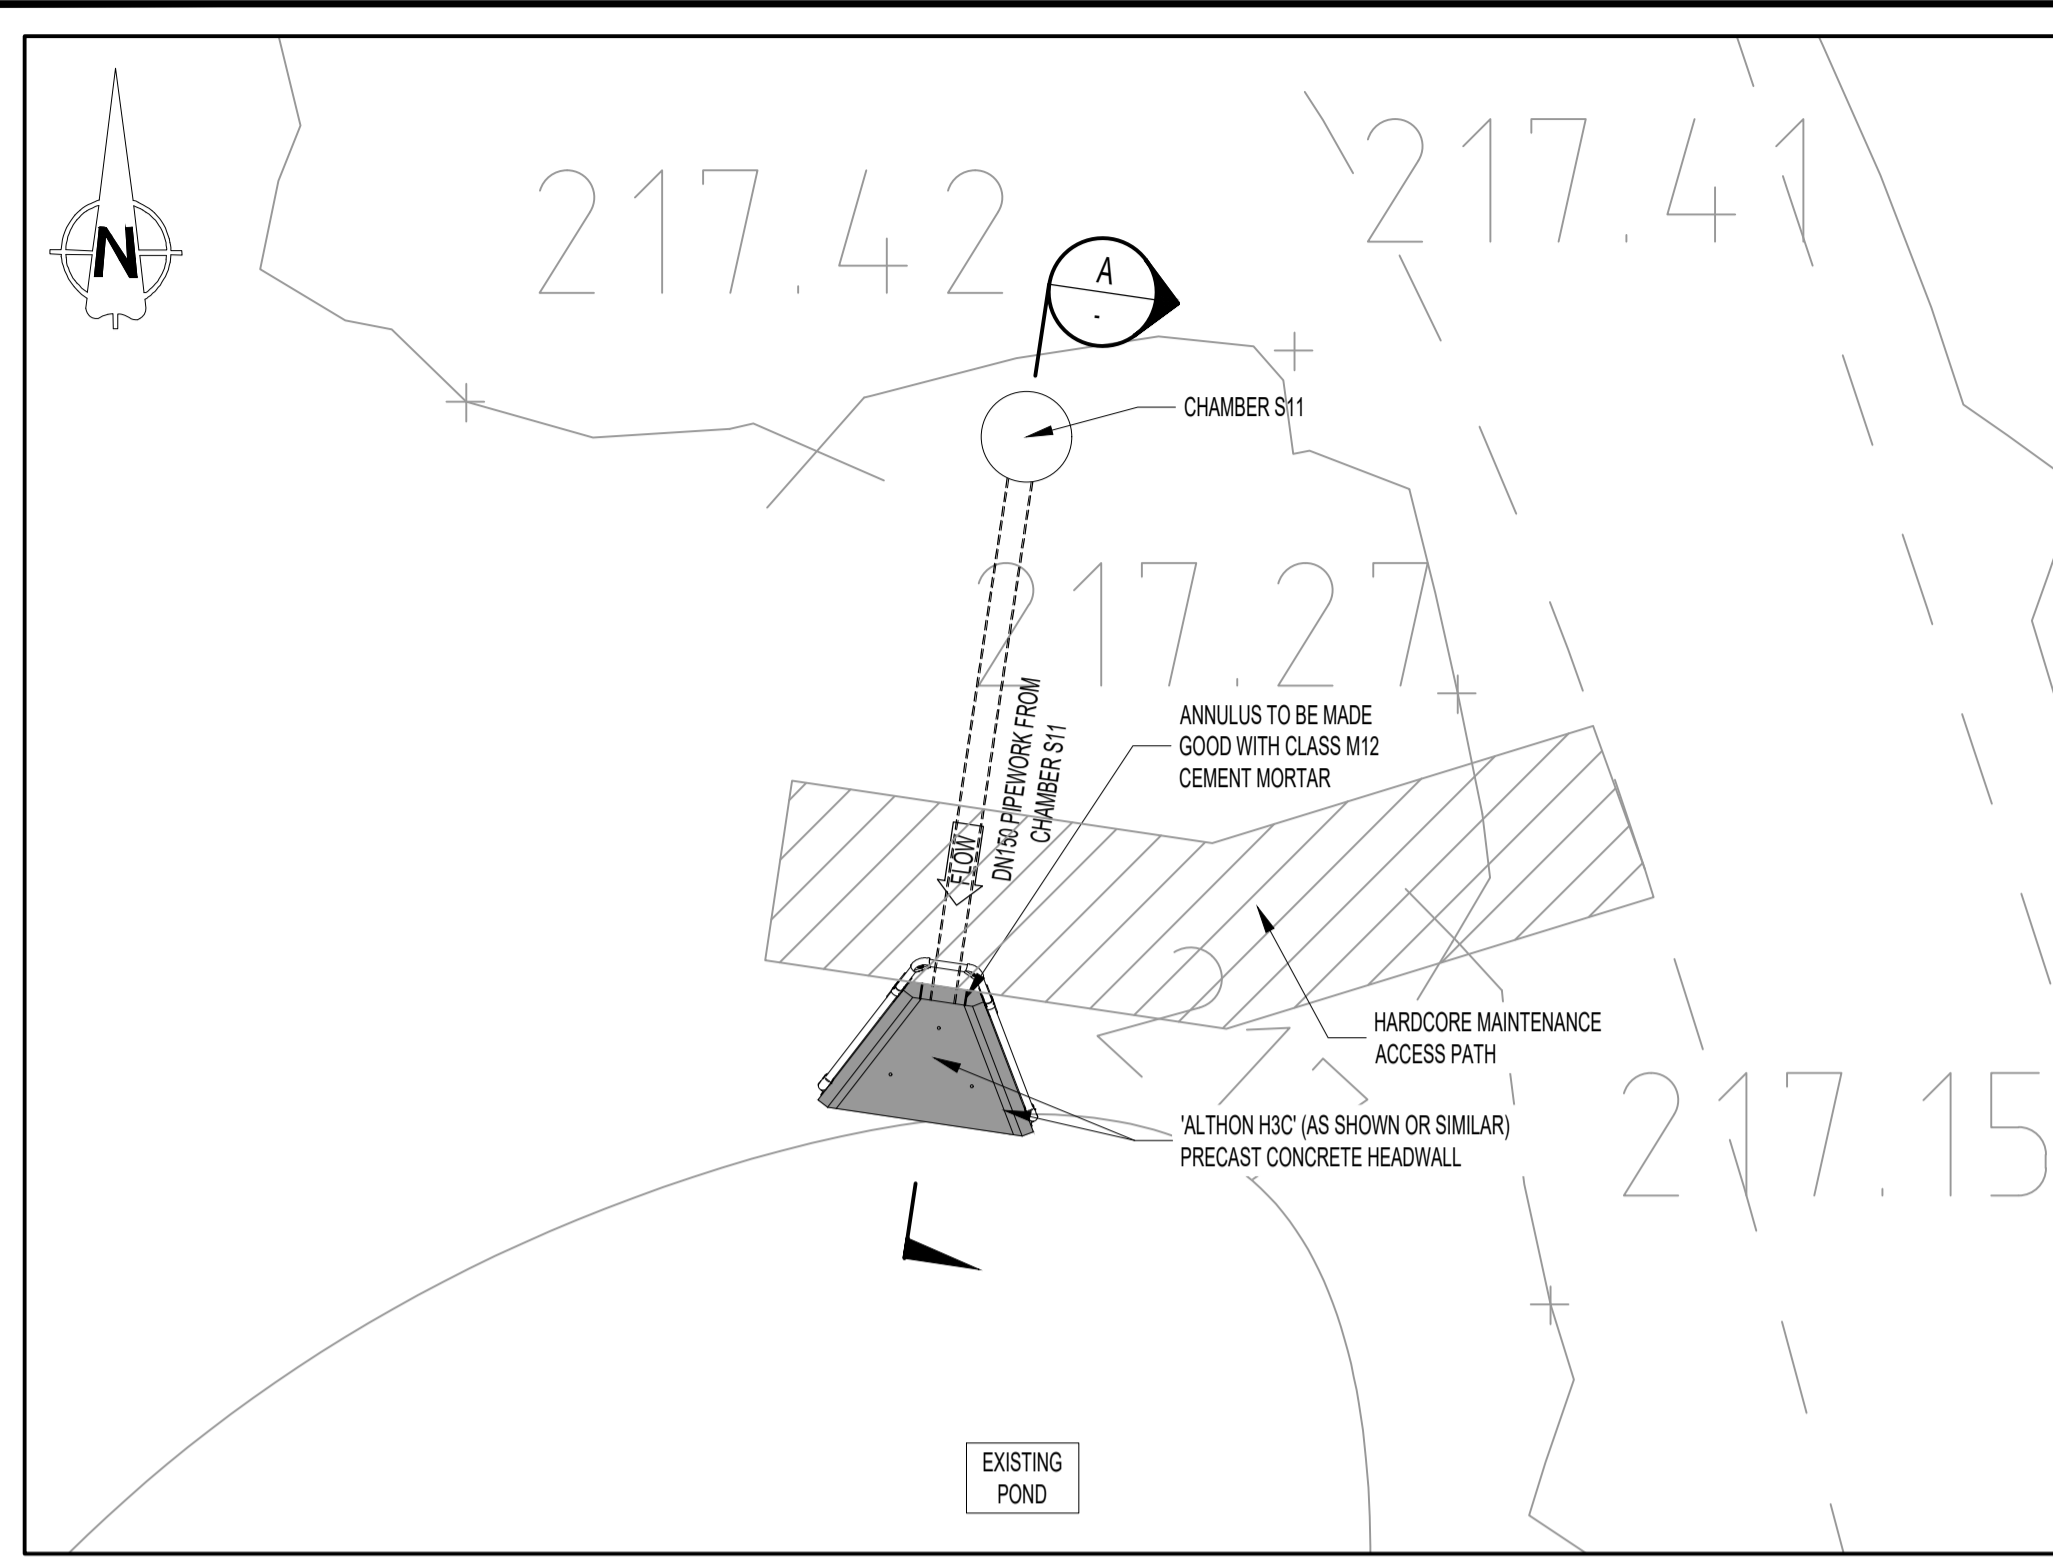 N
217.42
217.41
A
-
CHAMBER S11
217.27
DN150 PIPEWORK FROM
CHAMBER S11
ANNULUS TO BE MADE
GOOD WITH CLASS M12
CEMENT MORTAR
FLOW
HARDCORE MAINTENANCE
ACCESS PATH
'ALTHON H3C' (AS SHOWN OR SIMILAR)
PRECAST CONCRETE HEADWALL
217.15
EXISTING
POND